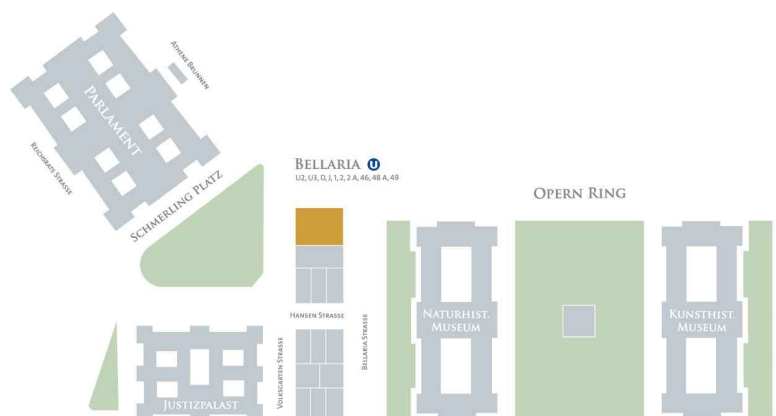 ATHENE BRUNNEN
PARLAMENT
REICHSRATS STRASSE
SCHMERLING PLATZ
BELLARIA U
U2, U3, D, J, 1, 2, 2 A, 46, 48 A, 49
OPERN RING
HANSEN STRASSE
NATURHIST.
MUSEUM
KUNSTHIST.
MUSEUM
VOLKSGARTEN STRASSE
BELLARIA STRASSE
JUSTIZPALAST